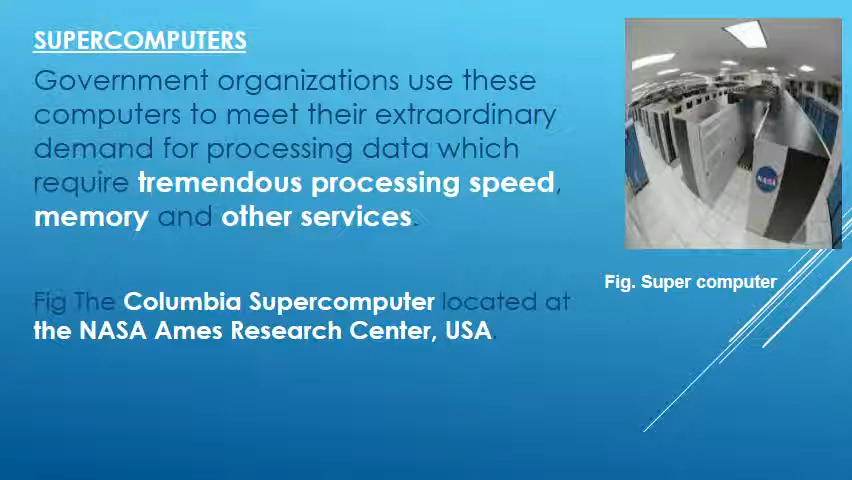 SUPERCOMPUTERS
Government organizations use these
computers to meet their extraordinary
demand for processing data which
require tremendous processing speed,
memory and other services.
Fig The Columbia Supercomputer located at
the NASA Ames Research Center, USA.
NASA
Fig. Super computer